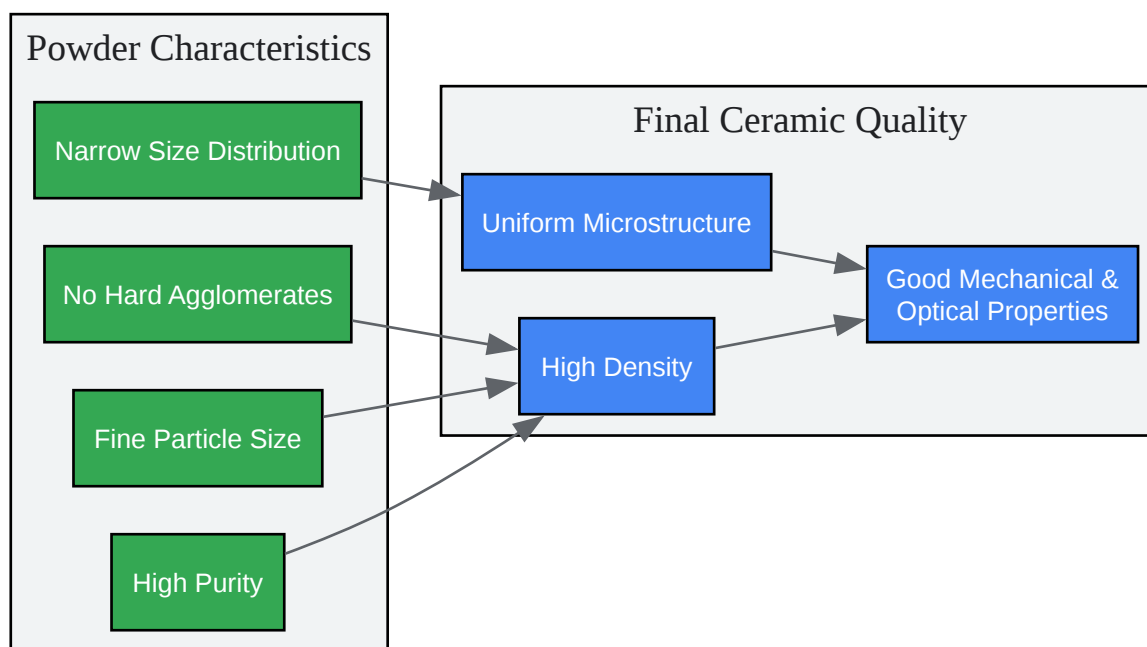 Powder Characteristics
Narrow Size Distribution
No Hard Agglomerates
Fine Particle Size
High Purity
Final Ceramic Quality
Uniform Microstructure
High Density
Good Mechanical &
Optical Properties